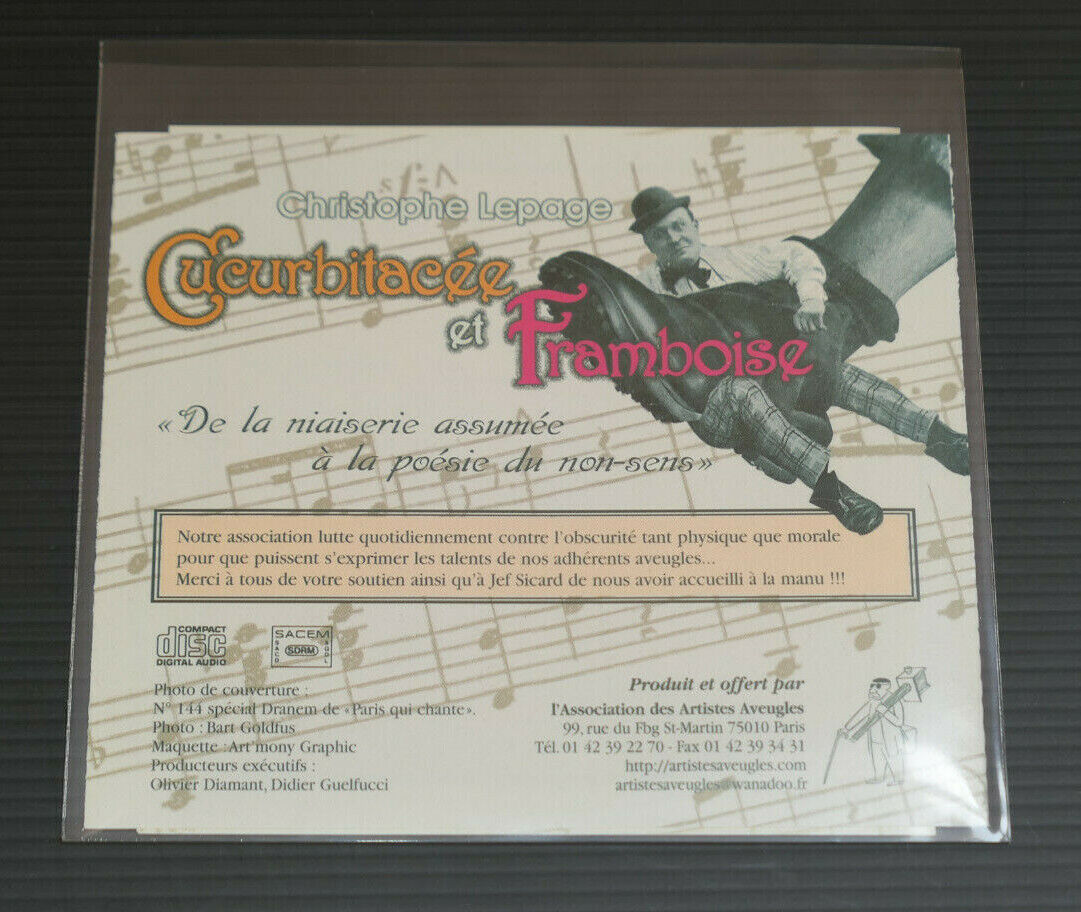 Christophe Lepage
Cucurbitacée
et Framboise
«De la niaiserie assumée
à la poésie du non-sens»
Notre association lutte quotidiennement contre l'obscurité tant physique que morale
pour que puissent s'exprimer les talents de nos adhérents aveugles...
Merci à tous de votre soutien ainsi qu'à Jef Sicard de nous avoir accueilli à la manu !!!
COMPACT
disc
DIGITAL AUDIO
SACEM
SACD
SDRM
SGDL
Photo de couverture :
N° 144 spécial Dranem de «Paris qui chante».
Photo : Bart Goldfus
Maquette : Art'mony Graphic
Producteurs exécutifs :
Olivier Diamant, Didier Guelfucci
Produit et offert par
l'Association des Artistes Aveugles
99, rue du Fbg St-Martin 75010 Paris
Tél. 01 42 39 22 70 - Fax 01 42 39 34 31
http://artistesaveugles.com
artistesaveugles@wanadoo.fr